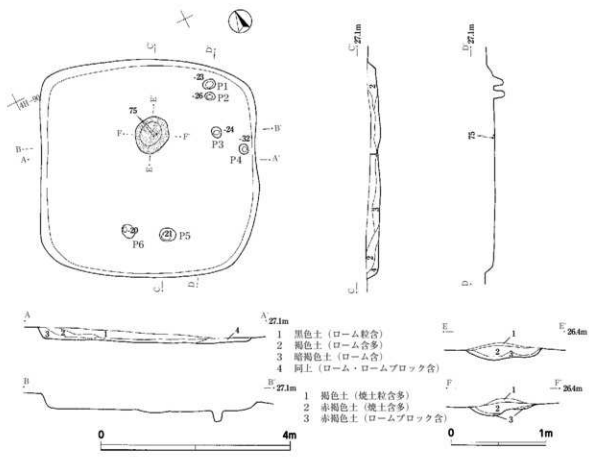 C'
D'
27.1m
27.1m
C'
D'
-23
P1
-26
P2
4H-90
E'
75
-24
-32
F
F'
P3
P4
B'
B
A
A'
E
75
2
3
2
4
-20
21
P6
P5
C
D
C
D
A
A'
27.1m
3
2
1
4
B
B'
27.1m
1 黒色土(ローム粒含)
2 褐色土(ローム含多)
3 暗褐色土(ローム含)
4 同上(ローム・ロームブロック含)
1 褐色土(焼土粒含多)
2 赤褐色土(焼土含多)
3 赤褐色土(ロームブロック含)
E
E'
26.4m
1
2
F
F'
26.4m
1
2
3
0
4m
0
1m